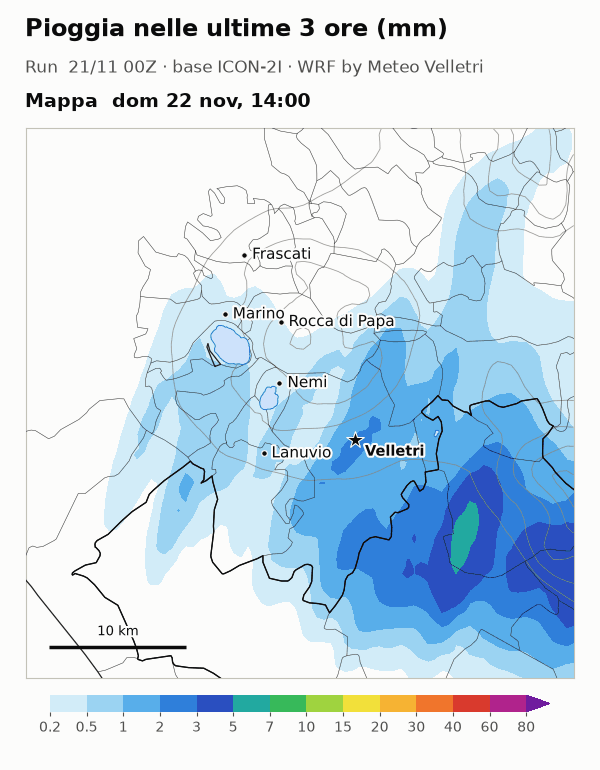 Pioggia nelle ultime 3 ore (mm)
Run  21/11 00Z · base ICON-2I · WRF by Meteo Velletri
Mappa  dom 22 nov, 14:00
Frascati
Marino
Rocca di Papa
Nemi
Velletri
Lanuvio
10 km
0.2 0.5 1 2 3 5 7 10 15 20 30 40 60 80